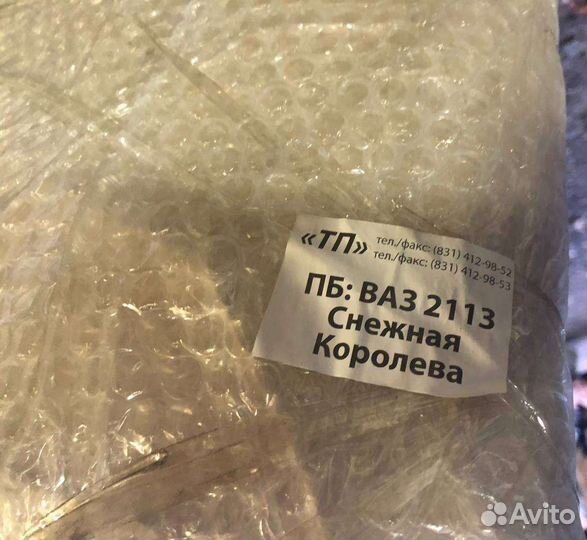 «ТП» тел./факс: (831) 412-98-52
тел./факс: (831) 412-98-53
ПБ: ВАЗ 2113
Снежная
Королева
Avito